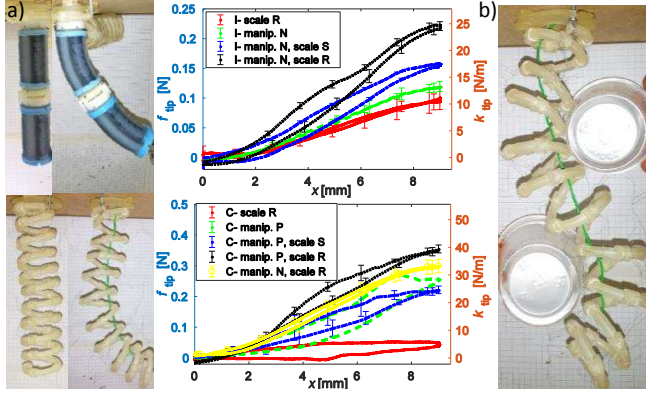 a)
0.25
0.2
0.15
0.1
0.05
0
f tip [N]
I- scale R
I- manip. N
I- manip. N, scale S
I- manip. N, scale R
25
20
15
10
5
0
k tip [N/m]
0 2 4 6 8
x [mm]
0.5
0.4
0.3
0.2
0.1
0
f tip [N]
C- scale R
C- manip. P
C- manip. P, scale S
C- manip. P, scale R
C- manip. N, scale R
50
40
30
20
10
0
k tip [N/m]
0 2 4 6 8
x [mm]
b)